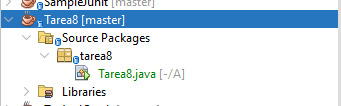 SampleJunit [master]
Tarea8 [master]
Source Packages
tarea8
Tarea8.java [-/A]
Libraries